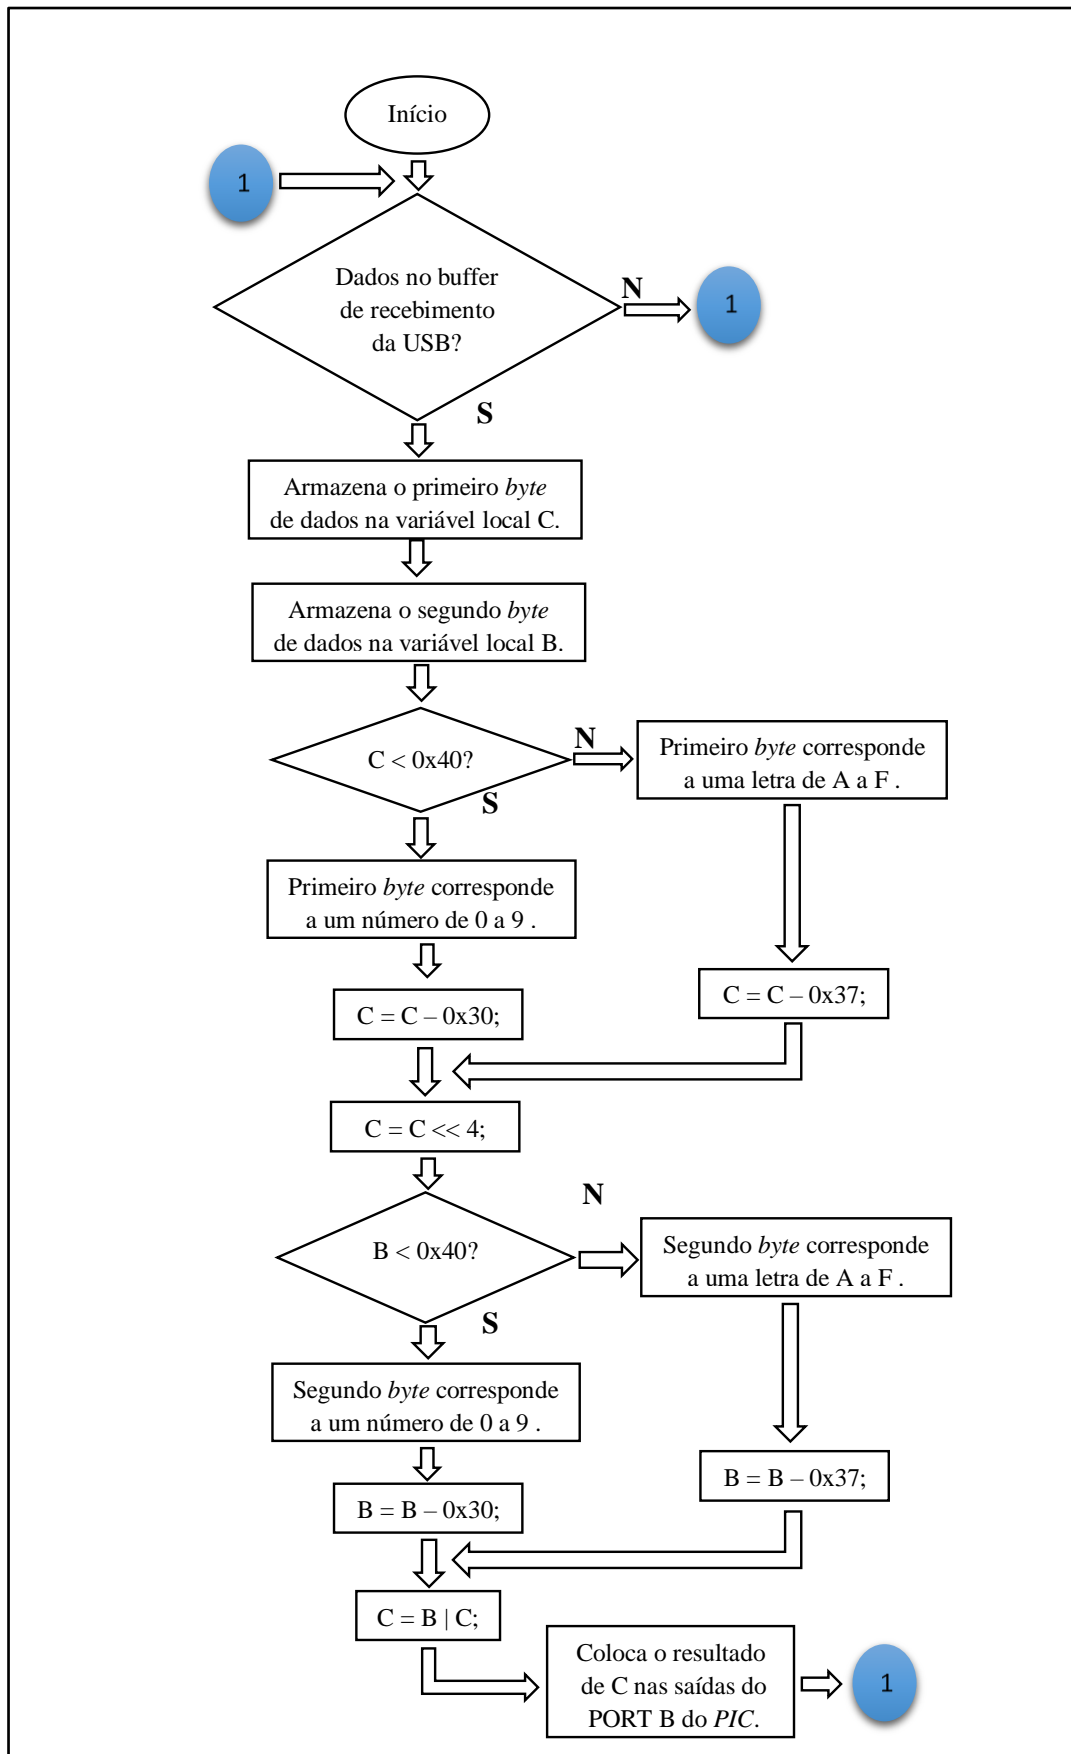 Início
1
Dados no buffer
de recebimento
da USB?
N
1
S
Armazena o primeiro byte
de dados na variável local C.
Armazena o segundo byte
de dados na variável local B.
C < 0x40?
N
Primeiro byte corresponde
a uma letra de A a F .
S
Primeiro byte corresponde
a um número de 0 a 9 .
C = C – 0x30;
C = C – 0x37;
C = C << 4;
B < 0x40?
N
Segundo byte corresponde
a uma letra de A a F .
S
Segundo byte corresponde
a um número de 0 a 9 .
B = B – 0x30;
B = B – 0x37;
C = B | C;
Coloca o resultado
de C nas saídas do
PORT B do PIC.
1